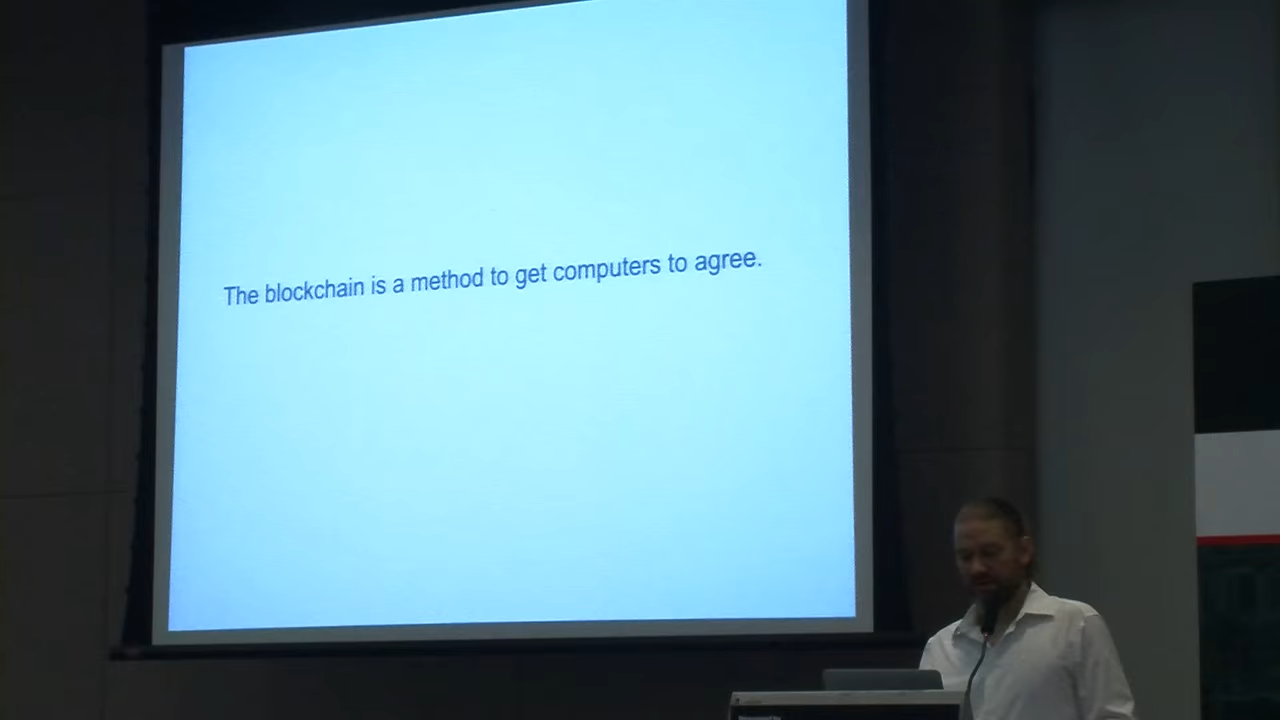 The blockchain is a method to get computers to agree.